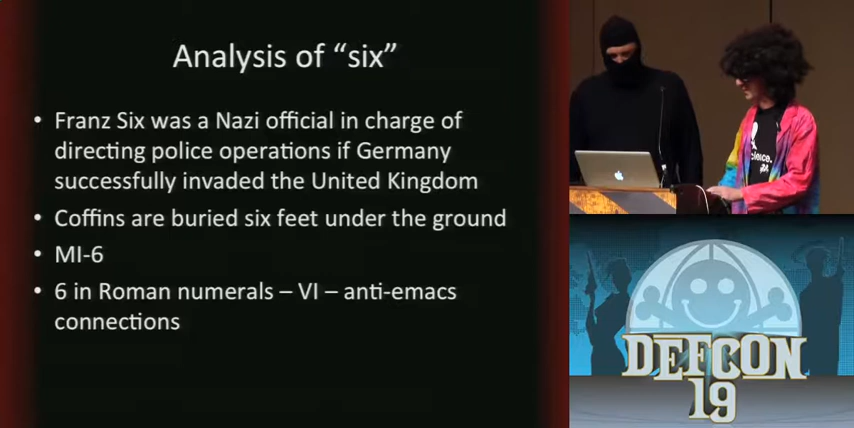 Analysis of “six”
• Franz Six was a Nazi official in charge of
directing police operations if Germany
successfully invaded the United Kingdom
• Coffins are buried six feet under the ground
• MI-6
• 6 in Roman numerals – VI – anti-emacs
connections
DEFCON
19